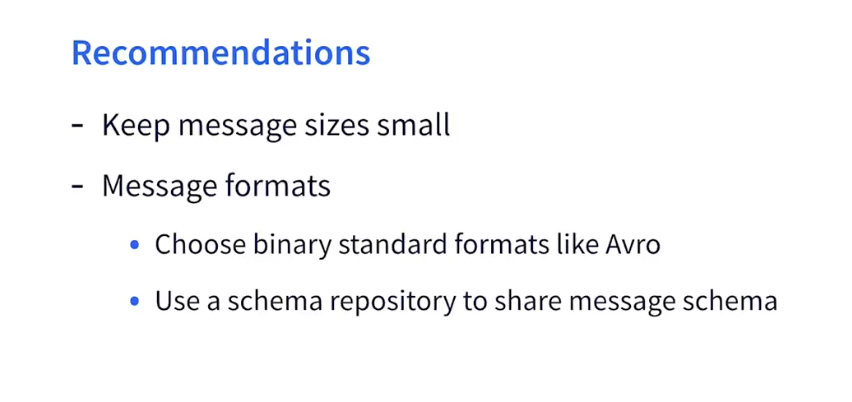 Recommendations
- Keep message sizes small
- Message formats
• Choose binary standard formats like Avro
• Use a schema repository to share message schema